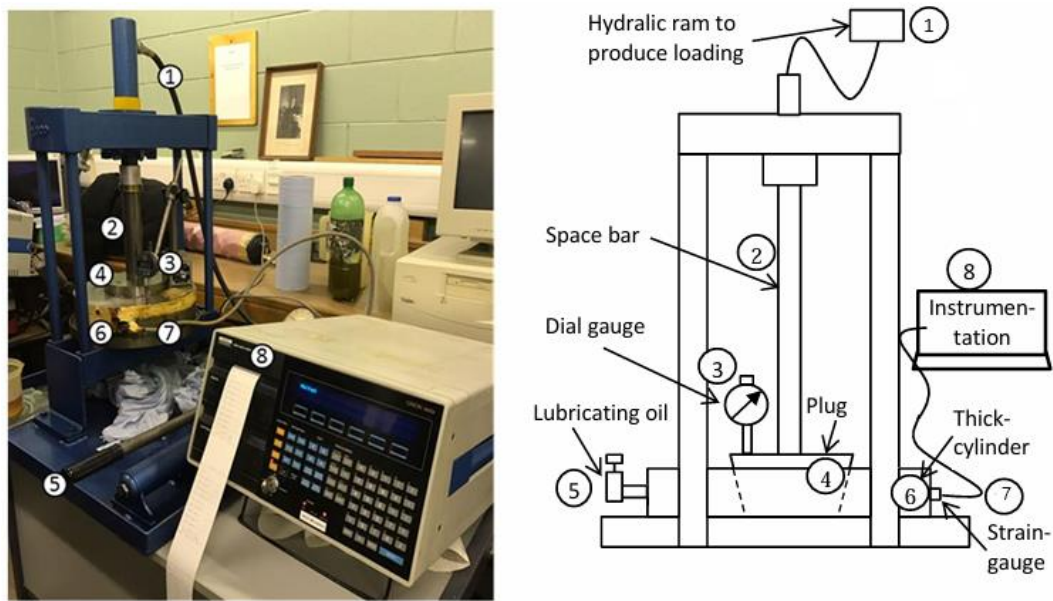 1
2
3
4
6
7
8
5
Hydralic ram to
produce loading
1
Space bar
2
8
Instrumen-
tation
Dial gauge
3
Lubricating oil
Plug
Thick-
cylinder
5
4
6
7
Strain-
gauge